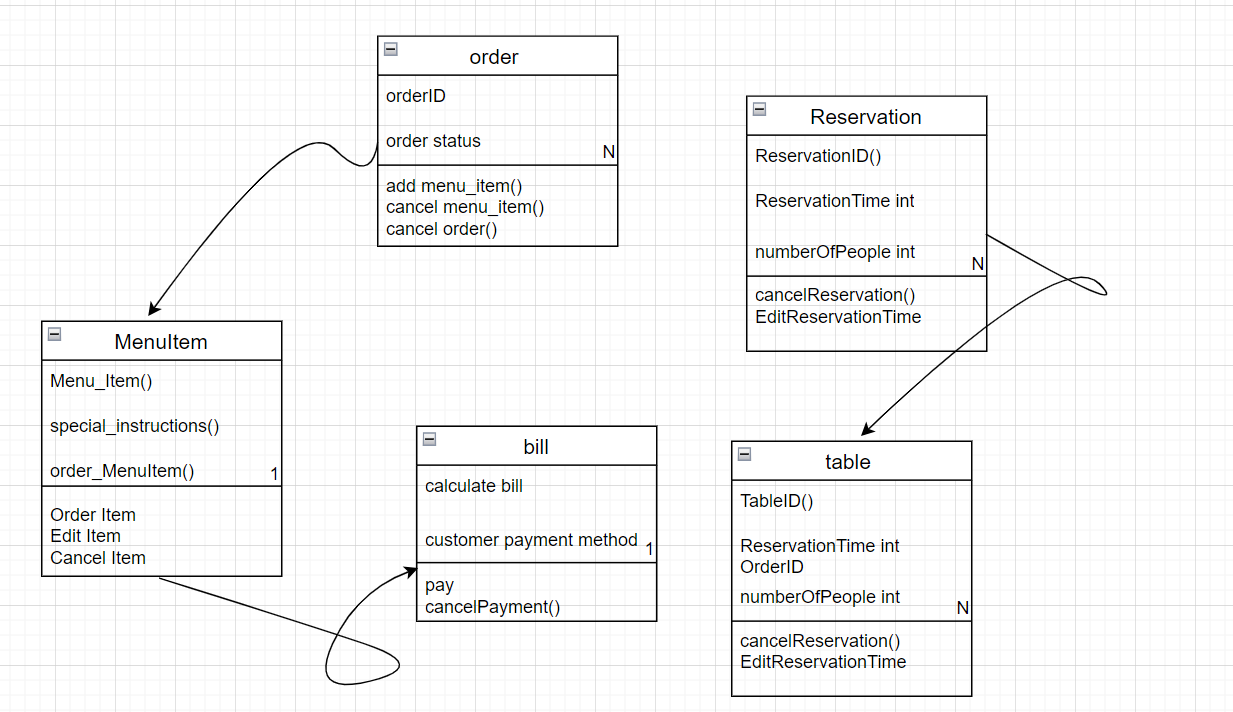 order
orderID
order status
N
add menu_item()
cancel menu_item()
cancel order()
Reservation
ReservationID()
ReservationTime int
numberOfPeople int
N
cancelReservation()
EditReservationTime
MenuItem
Menu_Item()
special_instructions()
order_MenuItem()
1
Order Item
Edit Item
Cancel Item
bill
calculate bill
customer payment method
1
pay
cancelPayment()
table
TableID()
ReservationTime int
OrderID
numberOfPeople int
N
cancelReservation()
EditReservationTime